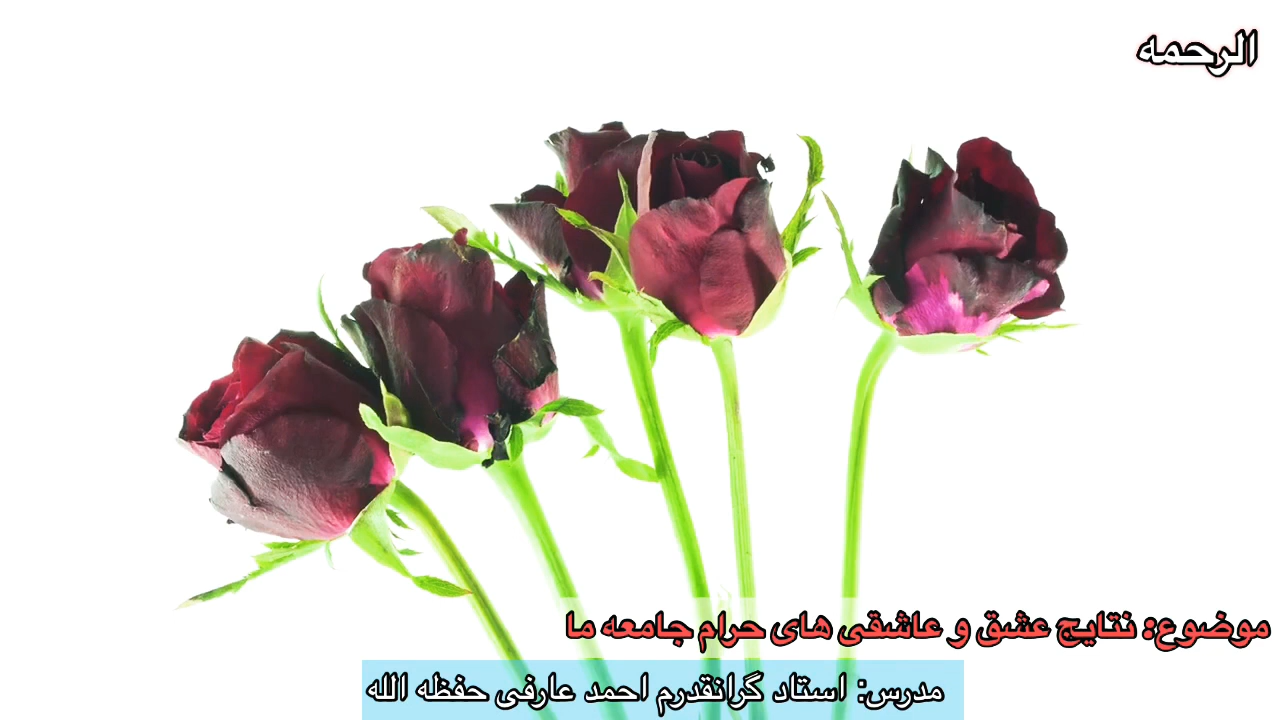 الرحمه
موضوع: نتایج عشق و عاشقی های حرام جامعه ما
مدرس: استاد گرانقدرم احمد عارفی حفظه الله